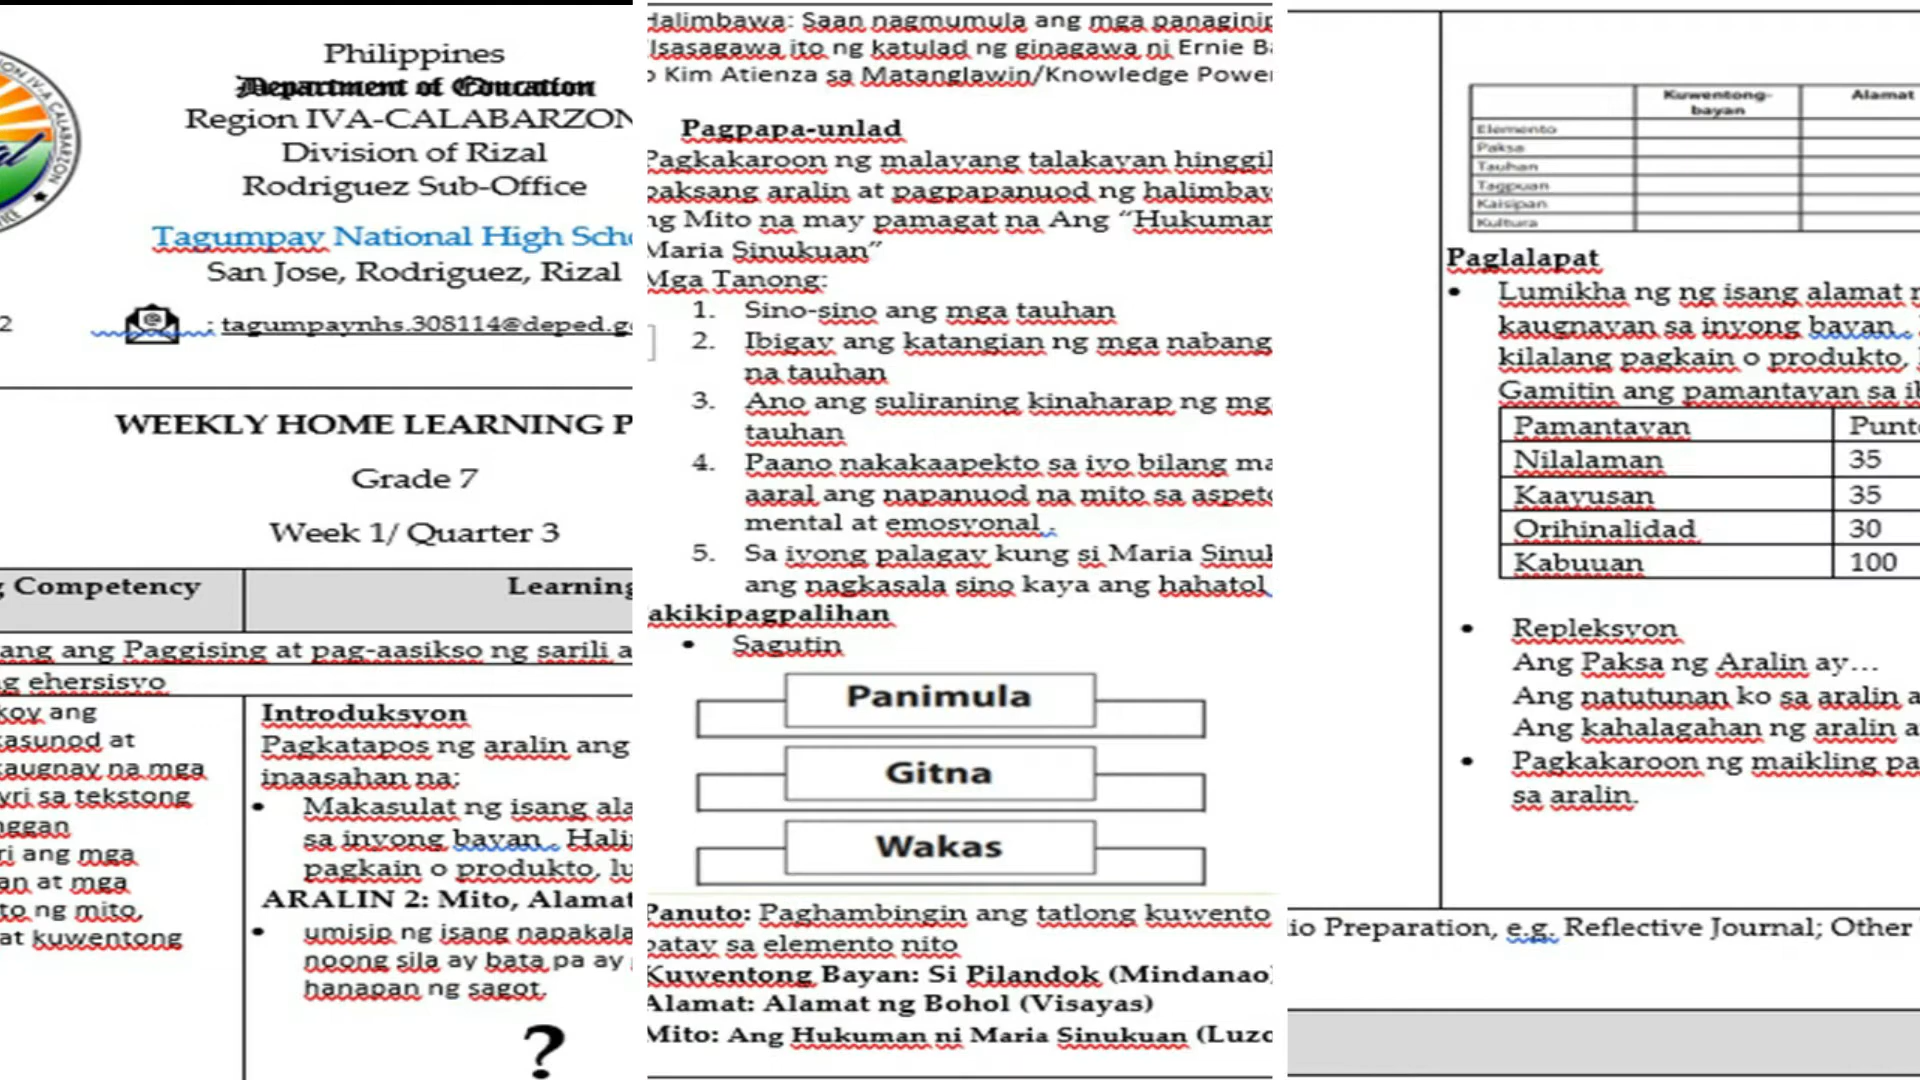 Philippines
Department of Education
Region IVA-CALABARZON
Division of Rizal
Rodriguez Sub-Office
Tagumpay National High
San Jose, Rodriguez, Rizal
2
: tagumpaynhs.308114@deped.g
WEEKLY HOME LEARNING P
Grade 7
Week 1/ Quarter 3
g Competency
Learning
ang ang Paggising at pag-aasikso ng sarili a
g ehersisyo
koy ang
kasunod at
kaugnay na mga
yri sa tekstong
nggan
ri ang mga
an at mga
to ng mito,
at kuwentong
Introduksyon
Pagkatapos ng aralin ang
inaasahan na:
Makasulat ng isang ala
sa inyong bayan. Hali
pagkain o produkto, lu
ARALIN 2: Mito, Alamat
umisip ng isang napakala
noong sila ay bata pa ay
hanapan ng sagot.
?
Halimbawa: Saan nagmumula ang mga panaginip
Isasagawa ito ng katulad ng ginagawa ni Ernie B
o Kim Atienza sa Matanglawin/Knowledge Power
Pagpapa-unlad
Pagkakaroon ng malayang talakayan hinggil
paksang aralin at pagpapanuod ng halimbaw
ng Mito na may pamagat na Ang “Hukuman
Maria Sinukuan”
Mga Tanong:
1. Sino-sino ang mga tauhan
2. Ibigay ang katangian ng mga nabang
na tauhan
3. Ano ang suliraning kinaharap ng mg
tauhan
4. Paano nakakaapekto sa iyo bilang ma
aaral ang napanuod na mito sa aspeto
mental at emosyonal.
5. Sa iyong palagay kung si Maria Sinuk
ang nagkasala sino kaya ang hahatol
akikipagpalihan
Sagutin
Panimula
Gitna
Wakas
Panuto: Paghambingin ang tatlong kuwento
batay sa elemento nito
Kuwentong Bayan: Si Pilandok (Mindanao)
Alamat: Alamat ng Bohol (Visayas)
Mito: Ang Hukuman ni Maria Sinukuan (Luzo
Kuwentong-bayan Alamat
Elemento
Paksa
Tauhan
Tagpuan
Kaisipan
Kultura
Paglalapat
Lumikha ng ng isang alamat
kaugnayan sa inyong bayan.
kilalang pagkain o produkto,
Gamitin ang pamantayan sa ib
Pamantayan Punt
Nilalaman 35
Kaayusan 35
Orihinalidad 30
Kabuuan 100
Repleksyon
Ang Paksa ng Aralin ay...
Ang natutunan ko sa aralin a
Ang kahalagahan ng aralin a
Pagkakaroon ng maikling pa
sa aralin.
io Preparation, e.g. Reflective Journal; Other